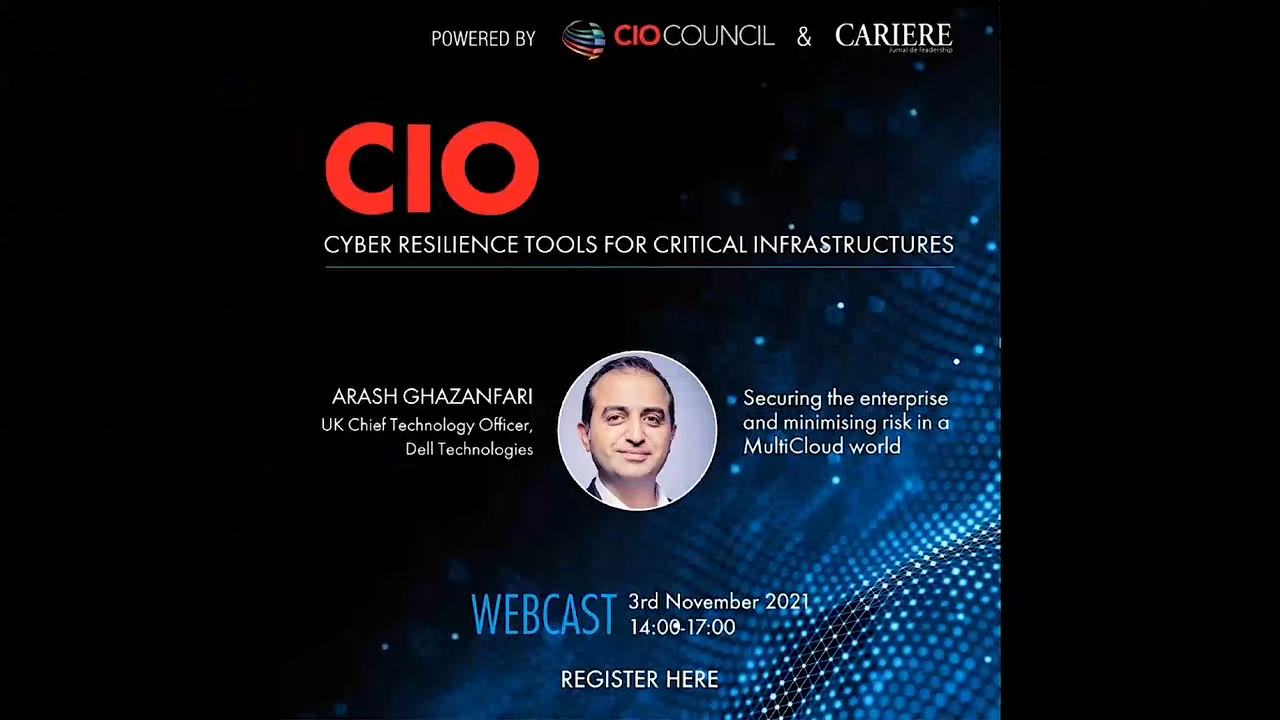 POWERED BY CIO COUNCIL & CARIERE
Jurnal de leadership
CIO
CYBER RESILIENCE TOOLS FOR CRITICAL INFRASTRUCTURES
ARASH GHAZANFARI
UK Chief Technology Officer,
Dell Technologies
Securing the enterprise
and minimising risk in a
MultiCloud world
WEBCAST
3rd November 2021
14:00-17:00
REGISTER HERE